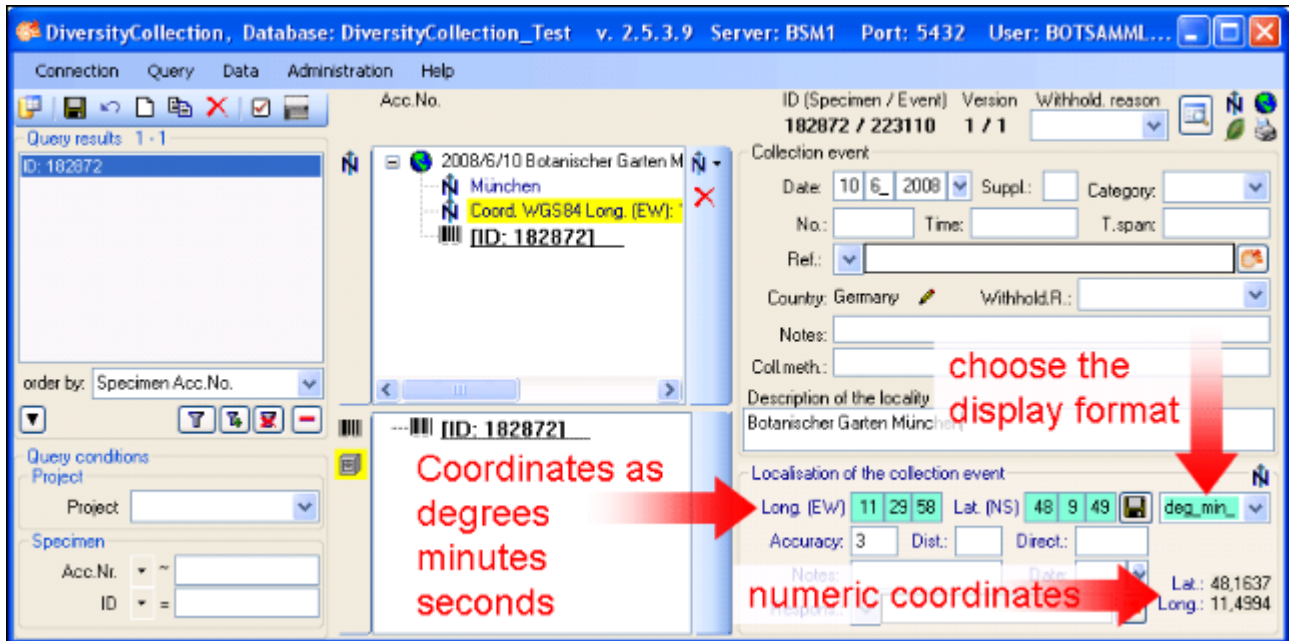 DiversityCollection, Database: DiversityCollection_Test v. 2.5.3.9 Server: BSM1 Port: 5432 User: BOTSAMML...
Connection Query Data Administration Help
Acc.No.
ID (Specimen / Event) Version Withhold. reason
182872 / 223110 1 / 1
Query results 1 - 1
ID: 182872
2008/6/10 Botanischer Garten M
München
Coord. WGS84 Long. (EW):
[ID: 182872]
order by: Specimen Acc.No.
Query conditions
Project
Project
Specimen
Acc.Nr. ~
ID =
[ID: 182872]
Coordinates as
degrees
minutes
seconds
Collection event
Date: 10 6_ 2008 Suppl.: Category:
No.: Time: T.span:
Ref.:
Country: Germany Withhold.R.:
Notes:
Coll.meth.:
choose the
display format
Description of the locality
Botanischer Garten München
Localisation of the collection event
Long. (EW) 11 29 58 Lat. (NS) 48 9 49 deg_min_
Accuracy: 3 Dist.: Direct.:
Notes: Date:
numeric coordinates
Lat.: 48,1637
Long.: 11,4994